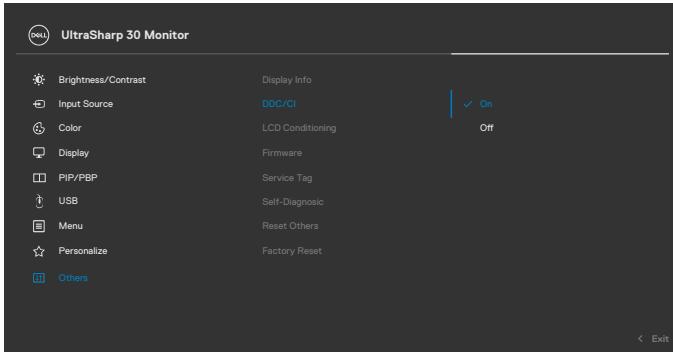 DELL UltraSharp 30 Monitor
Brightness/Contrast Display Info
Input Source DDC/CI On
Color LCD Conditioning Off
Display Firmware
PIP/PBP Service Tag
USB Self-Diagnosic
Menu Reset Others
Personalize Factory Reset
Others
< Exit